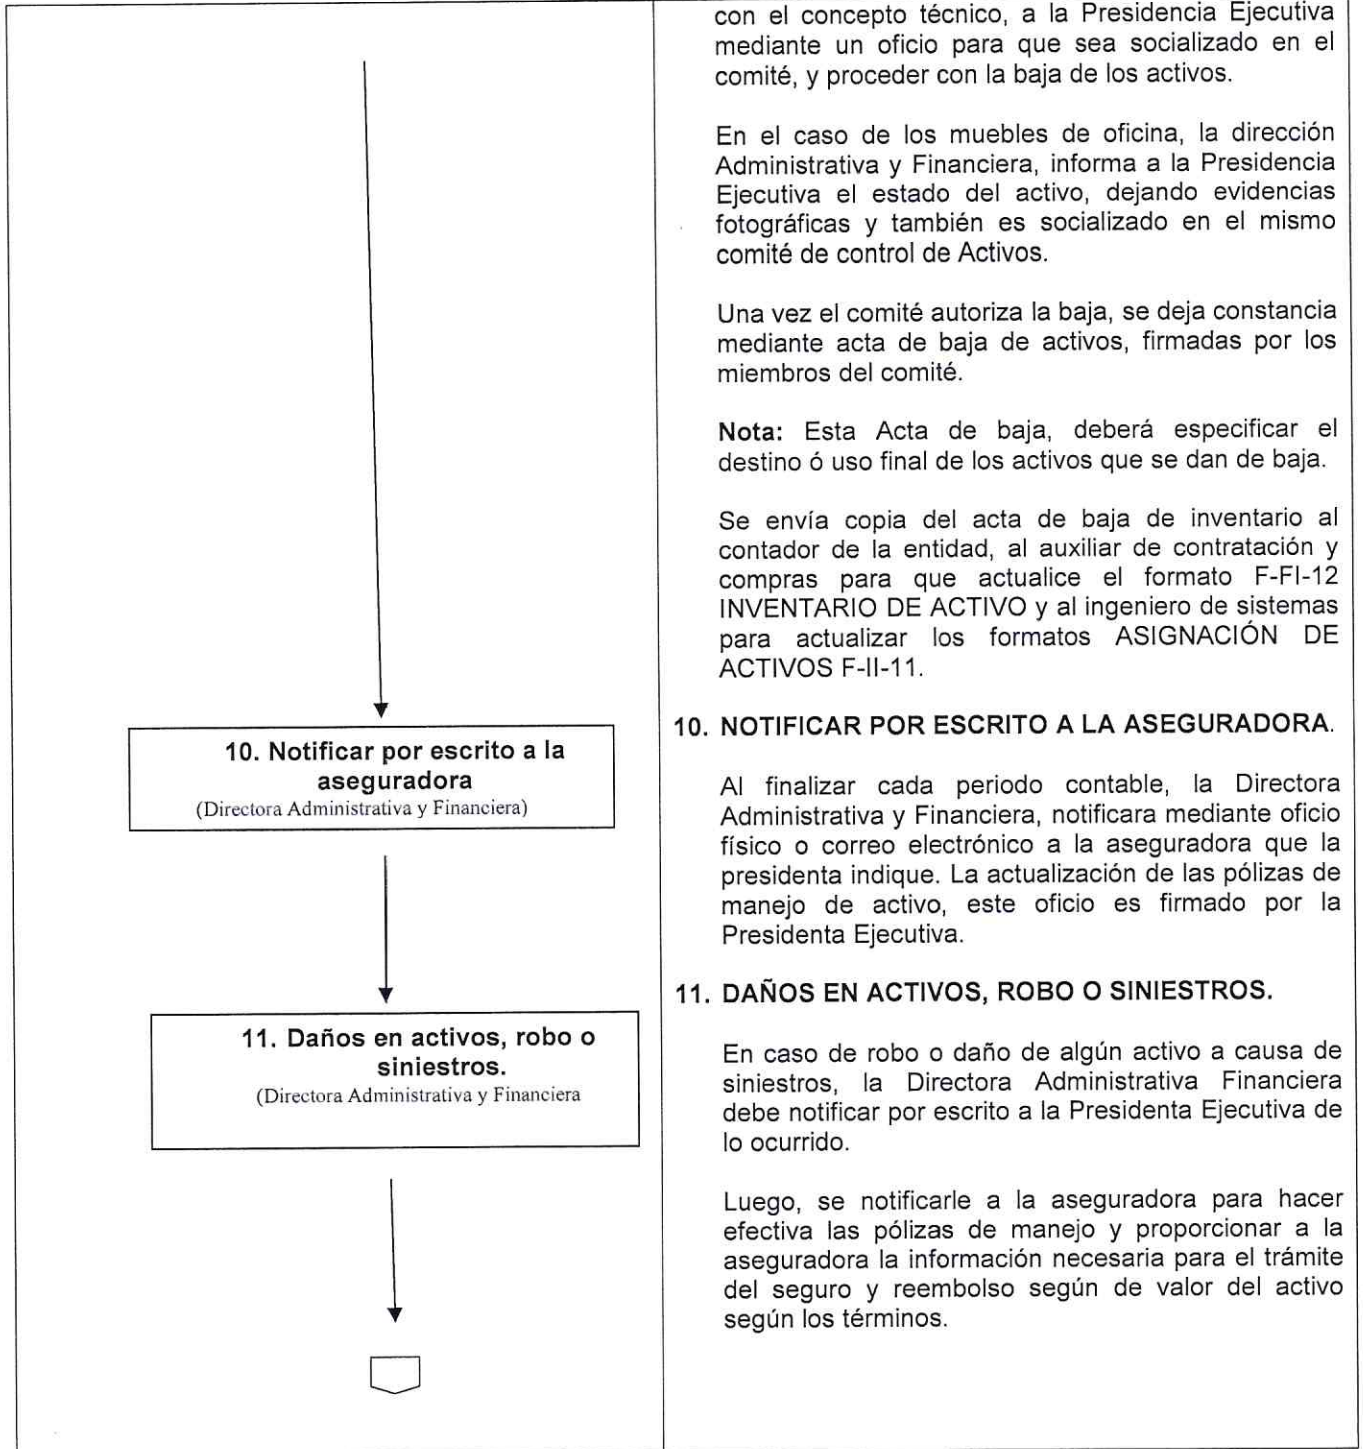 con el concepto técnico, a la Presidencia Ejecutiva
mediante un oficio para que sea socializado en el
comité, y proceder con la baja de los activos.
En el caso de los muebles de oficina, la dirección
Administrativa y Financiera, informa a la Presidencia
Ejecutiva el estado del activo, dejando evidencias
fotográficas y también es socializado en el mismo
comité de control de Activos.
Una vez el comité autoriza la baja, se deja constancia
mediante acta de baja de activos, firmadas por los
miembros del comité.
Nota: Esta Acta de baja, deberá especificar el
destino ó uso final de los activos que se dan de baja.
Se envía copia del acta de baja de inventario al
contador de la entidad, al auxiliar de contratación y
compras para que actualice el formato F-FI-12
INVENTARIO DE ACTIVO y al ingeniero de sistemas
para actualizar los formatos ASIGNACIÓN DE
ACTIVOS F-II-11.
10. Notificar por escrito a la
aseguradora
(Directora Administrativa y Financiera)
10. NOTIFICAR POR ESCRITO A LA ASEGURADORA.
Al finalizar cada periodo contable, la Directora
Administrativa y Financiera, notificara mediante oficio
físico o correo electrónico a la aseguradora que la
presidenta indique. La actualización de las pólizas de
manejo de activo, este oficio es firmado por la
Presidenta Ejecutiva.
11. Daños en activos, robo o
siniestros.
(Directora Administrativa y Financiera
11. DAÑOS EN ACTIVOS, ROBO O SINIESTROS.
En caso de robo o daño de algún activo a causa de
siniestros, la Directora Administrativa Financiera
debe notificar por escrito a la Presidenta Ejecutiva de
lo ocurrido.
Luego, se notificarle a la aseguradora para hacer
efectiva las pólizas de manejo y proporcionar a la
aseguradora la información necesaria para el trámite
del seguro y reembolso según de valor del activo
según los términos.